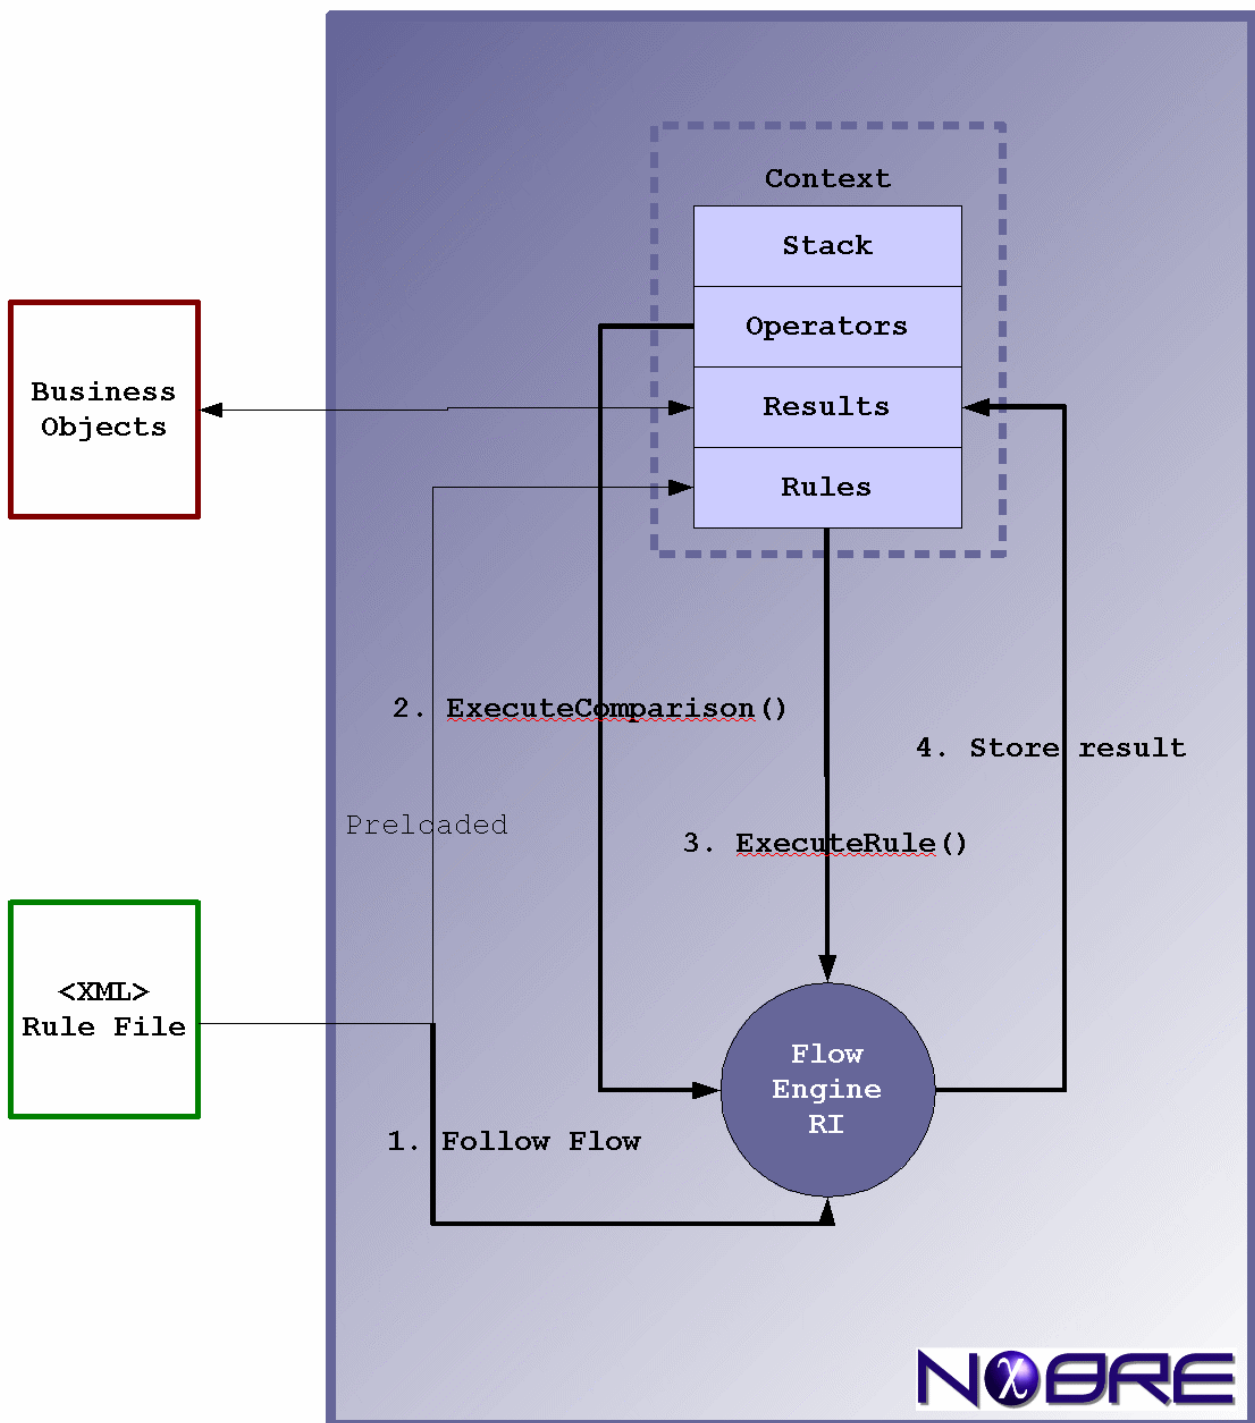 Context
Stack
Operators
Results
Rules
Business
Objects
2. ExecuteComparison()
4. Store result
Preloaded
3. ExecuteRule()
<XML>
Rule File
Flow
Engine
RI
1. Follow Flow
NχBRE